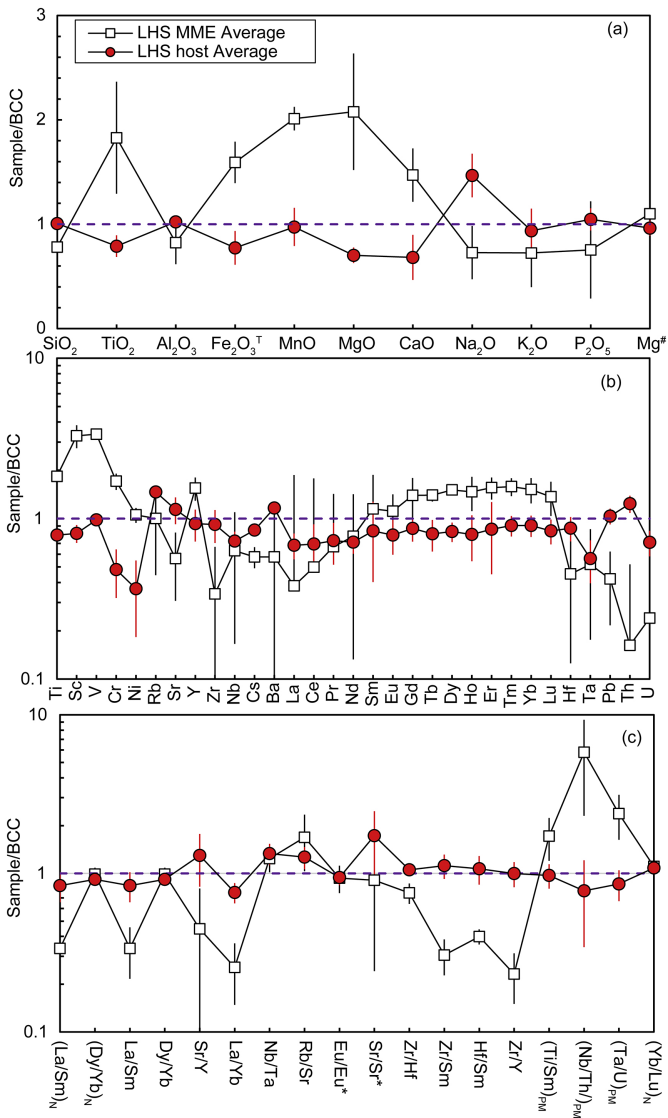 3
(a)
LHS MME Average
LHS host Average
2
Sample/BCC
1
0
SiO2 TiO2 Al2O3 Fe2O3T MnO MgO CaO Na2O K2O P2O5 Mg#
10
(b)
Sample/BCC
1
0.1
Ti Sc V Cr Ni Rb Sr Y Zr Nb Cs Ba La Ce Pr Nd Sm Eu Gd Tb Dy Ho Er Tm Yb Lu Hf Ta Pb Th U
10
(c)
Sample/BCC
1
0.1
(La/Sm)N (Dy/Yb)N La/Sm Dy/Yb Sr/Y La/Yb Nb/Ta Rb/Sr Eu/Eu* Sr/Sr* Zr/Hf Zr/Sm Hf/Sm Zr/Y (Ti/Sm)PM (Nb/Th/)PM (Ta/U)PM (Yb/Lu)N